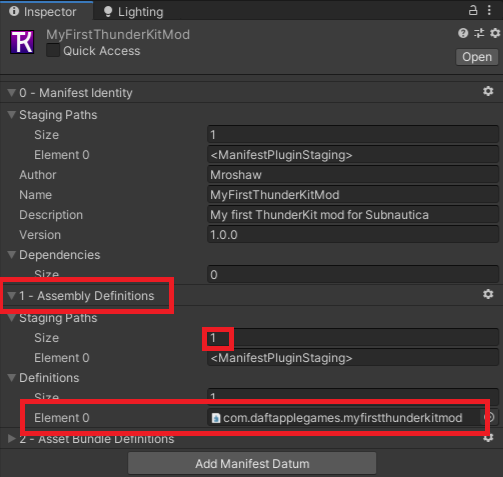 Inspector Lighting
MyFirstThunderKitMod
Quick Access
Open
0 - Manifest Identity
Staging Paths
Size 1
Element 0 <ManifestPluginStaging>
Author Mroshaw
Name MyFirstThunderKitMod
Description My first ThunderKit mod for Subnautica
Version 1.0.0
Dependencies
Size 0
1 - Assembly Definitions
Staging Paths
Size 1
Element 0 <ManifestPluginStaging>
Definitions
Size 1
Element 0 com.daftapplegames.myfirstthunderkitmod
2 - Asset Bundle Definitions
Add Manifest Datum